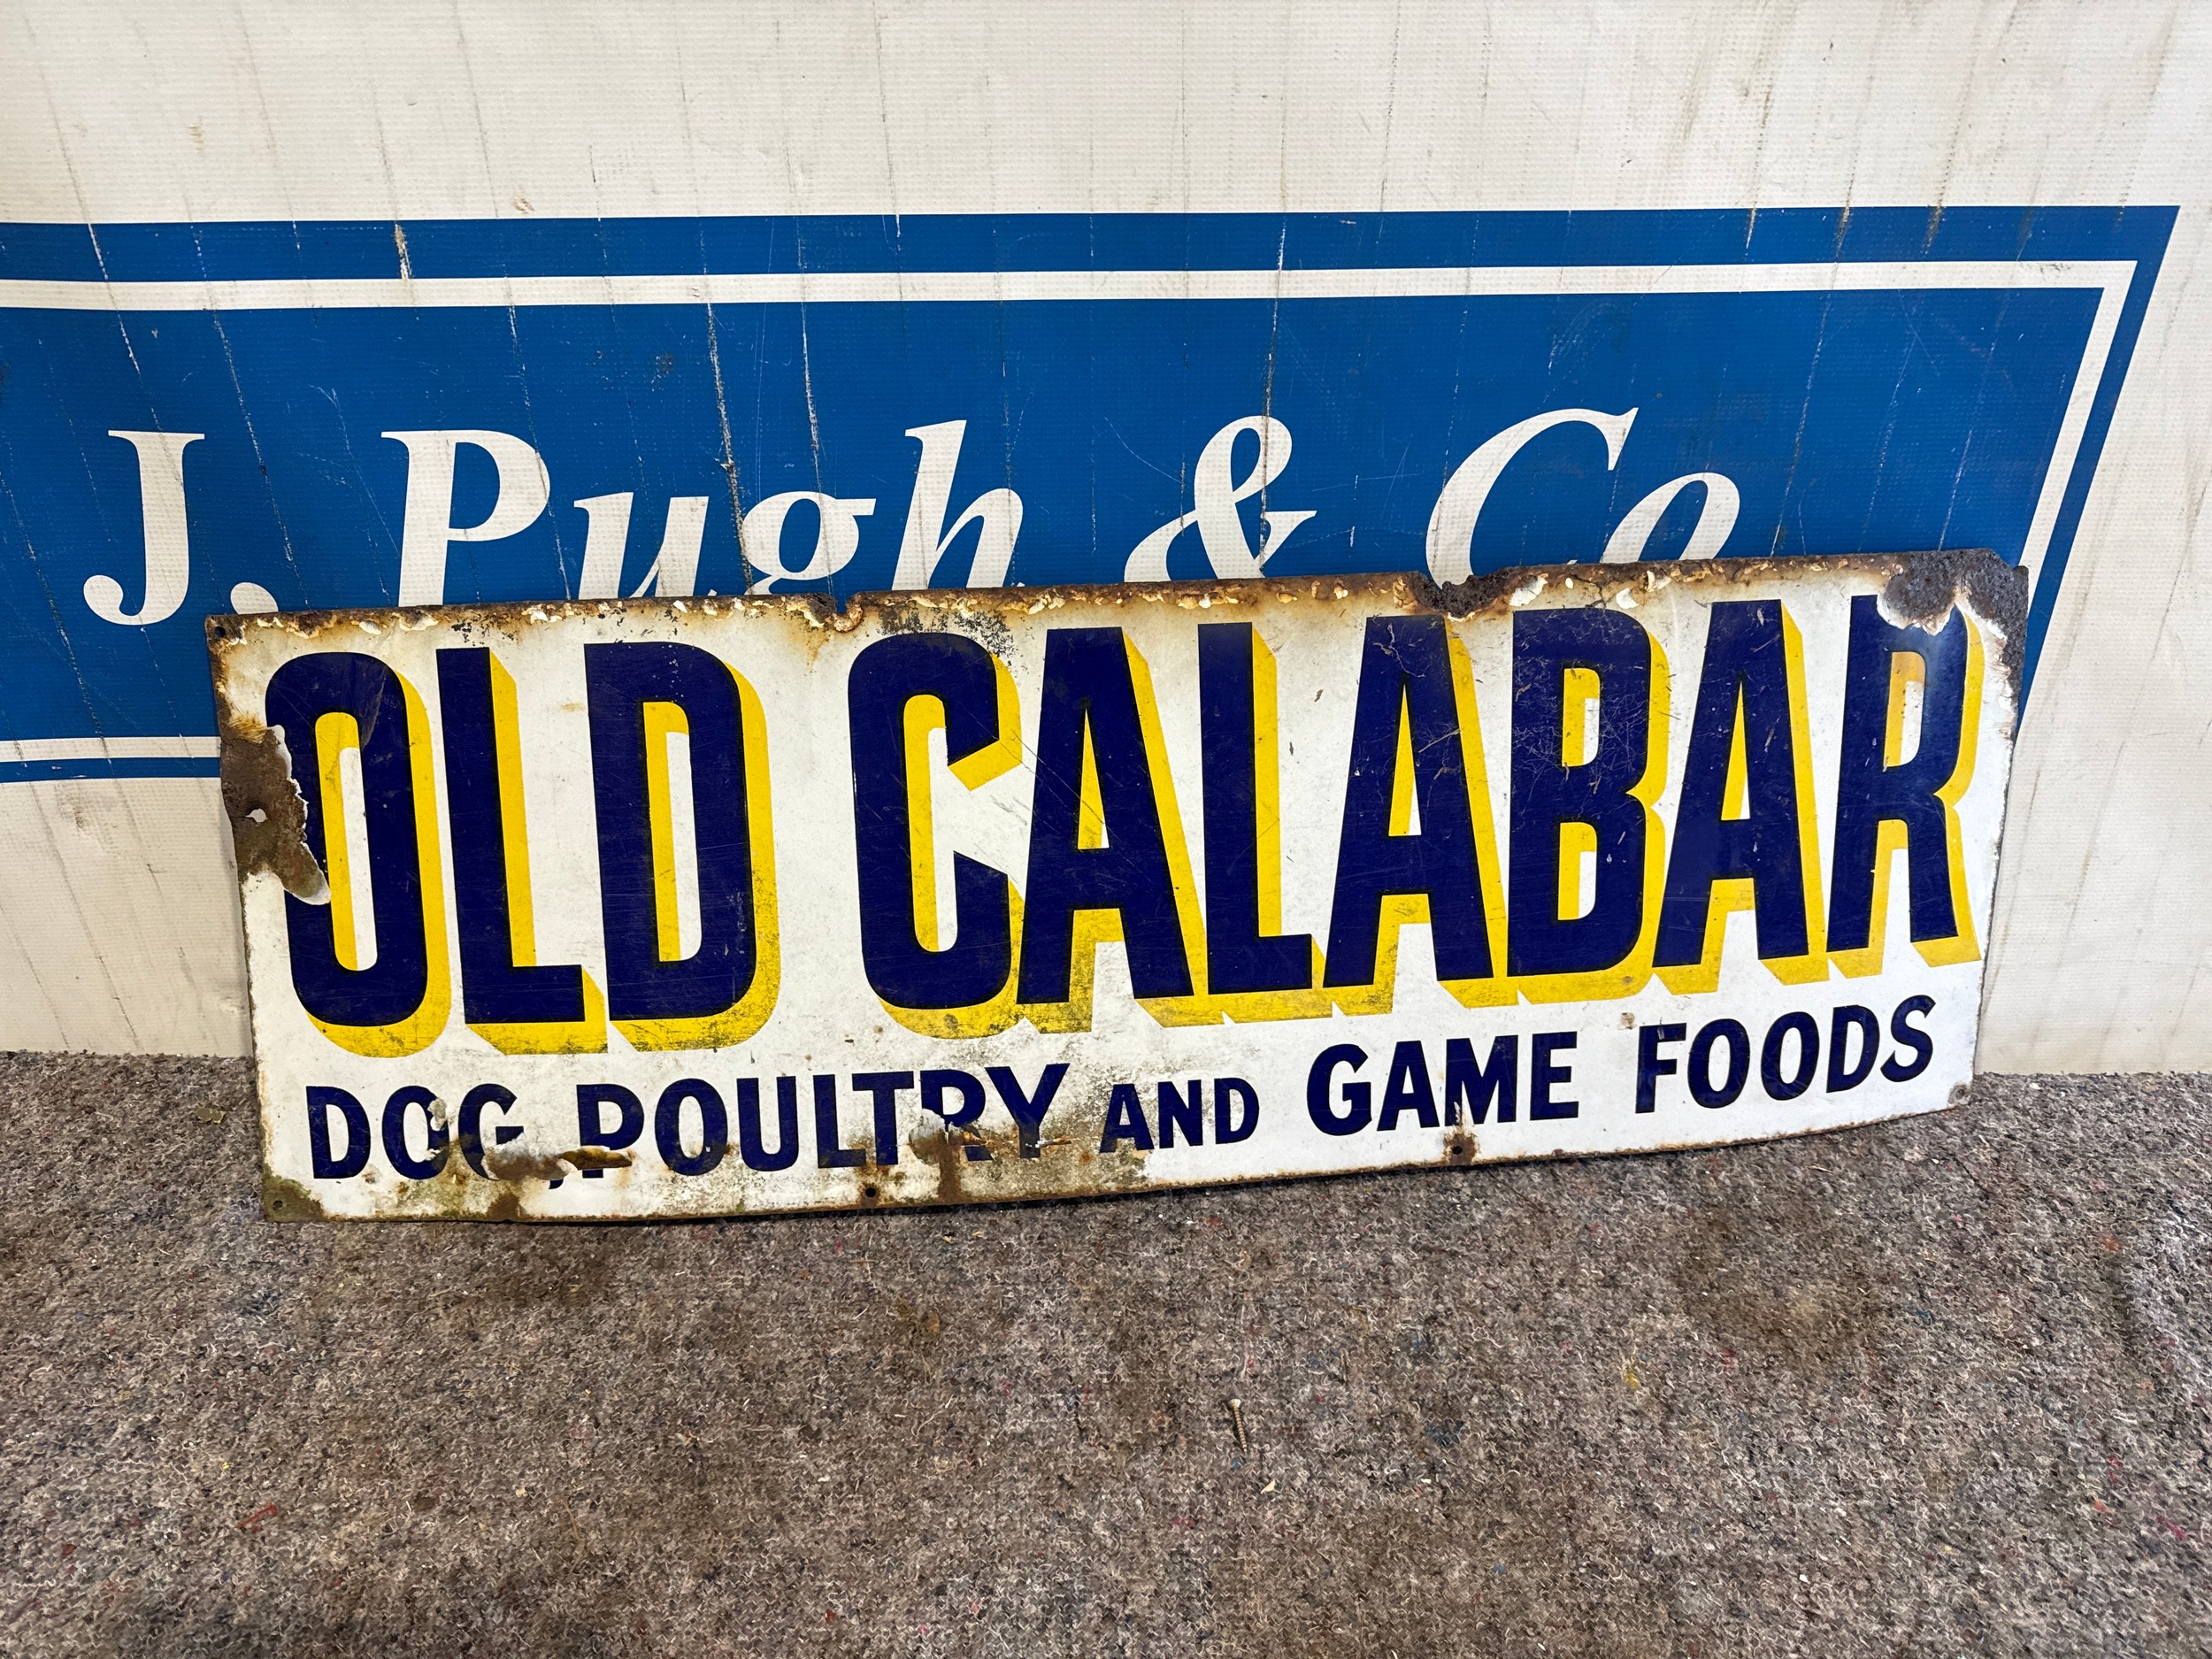 J. Pugh & Co
OLD CALABAR
DOG, POULTRY AND GAME FOODS